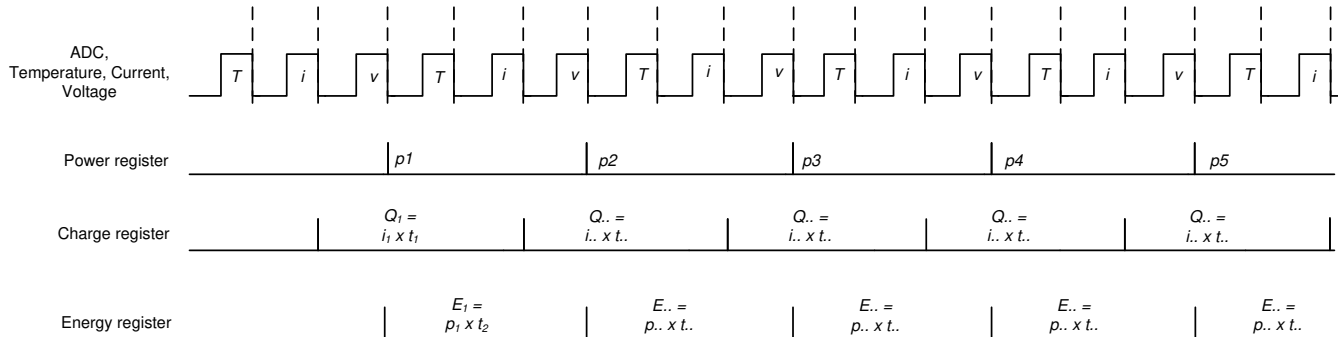 ADC,
Temperature, Current,
Voltage
T i v T i v T i v T i v T i v T i
Power register
p1 p2 p3 p4 p5
Charge register
Q₁ = Q.. = Q.. = Q.. = Q.. =
i₁ x t₁ i.. x t.. i.. x t.. i.. x t.. i.. x t..
Energy register
E₁ = E.. = E.. = E.. = E.. =
p₁ x t₂ p.. x t.. p.. x t.. p.. x t.. p.. x t..